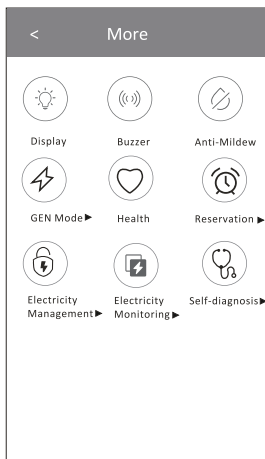 < More
Display Buzzer Anti-Mildew
GEN Mode▶ Health Reservation▶
Electricity Electricity Self-diagnosis▶
Management▶ Monitoring▶